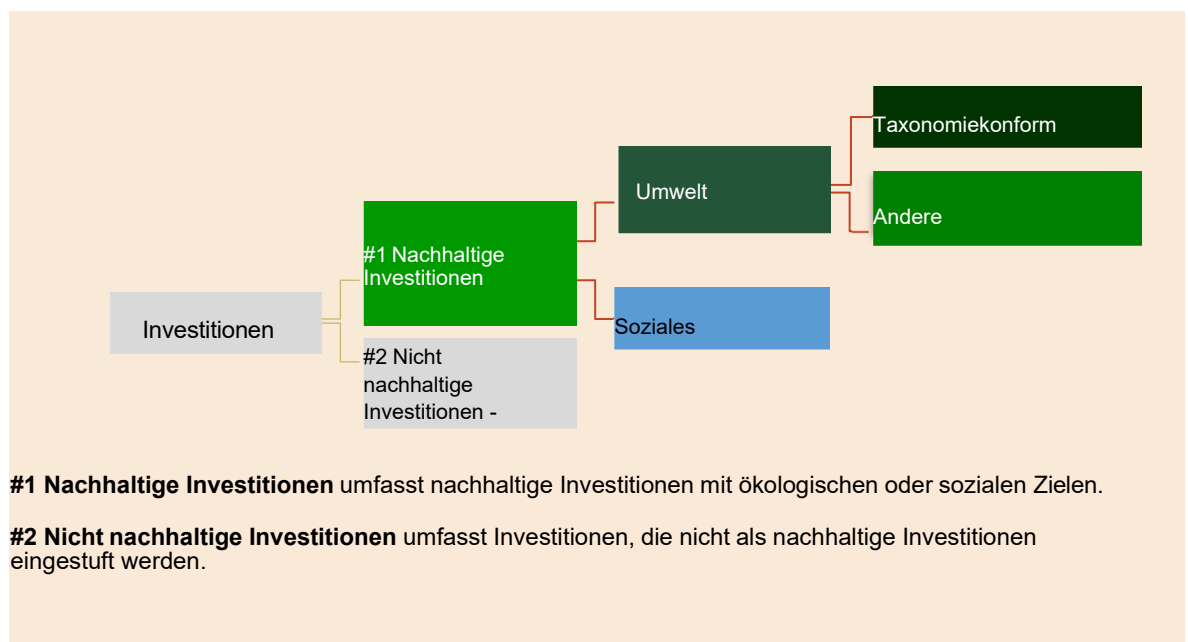 Taxonomiekonform
Umwelt
Andere
#1 Nachhaltige
Investitionen
Investitionen
Soziales
#2 Nicht
nachhaltige
Investitionen -
#1 Nachhaltige Investitionen umfasst nachhaltige Investitionen mit ökologischen oder sozialen Zielen.
#2 Nicht nachhaltige Investitionen umfasst Investitionen, die nicht als nachhaltige Investitionen
eingestuft werden.